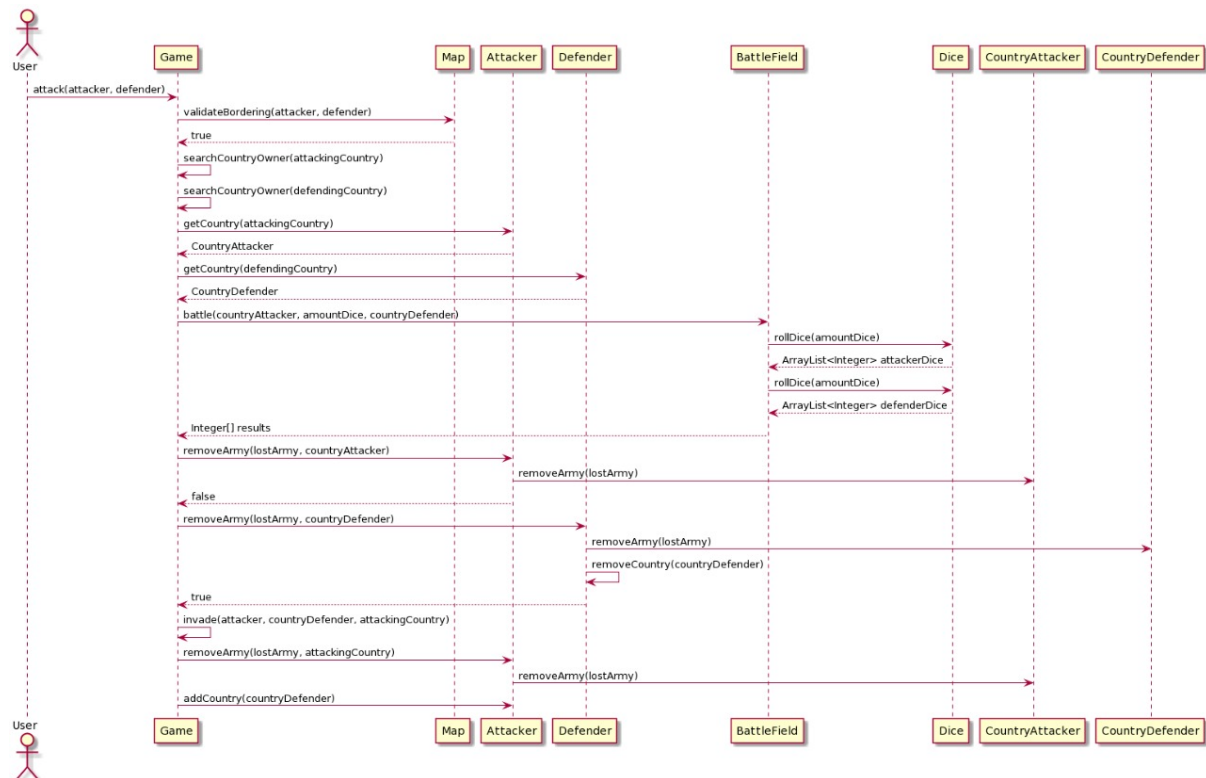 User
Game
Map
Attacker
Defender
BattleField
Dice
CountryAttacker
CountryDefender
attack(attacker, defender)
validateBordering(attacker, defender)
true
searchCountryOwner(attackingCountry)
searchCountryOwner(defendingCountry)
getCountry(attackingCountry)
CountryAttacker
getCountry(defendingCountry)
CountryDefender
battle(countryAttacker, amountDice, countryDefender)
rollDice(amountDice)
ArrayList<Integer> attackerDice
rollDice(amountDice)
ArrayList<Integer> defenderDice
Integer[] results
removeArmy(lostArmy, countryAttacker)
removeArmy(lostArmy)
false
removeArmy(lostArmy, countryDefender)
removeArmy(lostArmy)
removeCountry(countryDefender)
true
invade(attacker, countryDefender, attackingCountry)
removeArmy(lostArmy, attackingCountry)
removeArmy(lostArmy)
addCountry(countryDefender)
User
Game
Map
Attacker
Defender
BattleField
Dice
CountryAttacker
CountryDefender